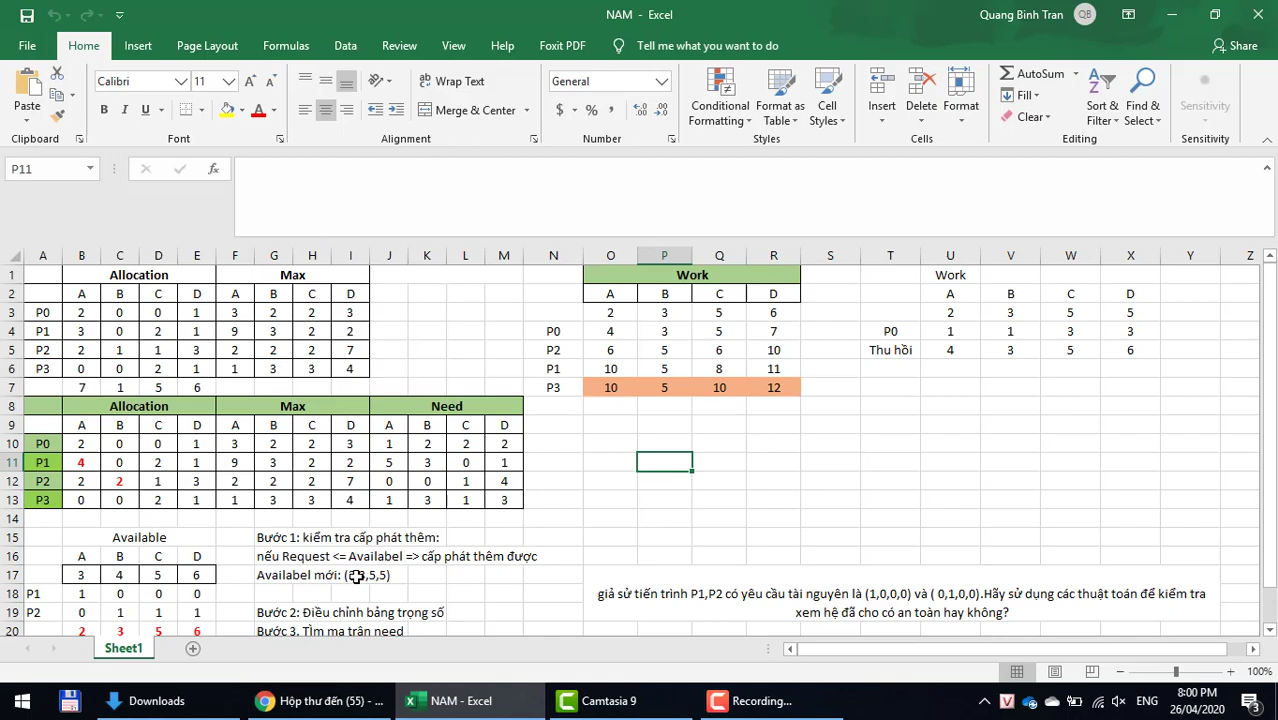 NAM - Excel
Quang Binh Tran QB
File Home Insert Page Layout Formulas Data Review View Help Foxit PDF Tell me what you want to do Share
Paste
Calibri 11
B I U
Wrap Text
Merge & Center
General
$ % ,
Conditional Formatting
Format as Table
Cell Styles
Insert
Delete
Format
AutoSum
Fill
Clear
Sort & Filter
Find & Select
Sensitivity
Clipboard Font Alignment Number Styles Cells Editing Sensitivity
P11 fx
A B C D E F G H I J K L M N O P Q R S T U V W X Y Z
1 Allocation Max Work Work
2 A B C D A B C D A B C D A B C D
3 P0 2 0 0 1 3 2 2 3 2 3 5 6 2 3 5 5
4 P1 3 0 2 1 9 3 2 2 P0 4 3 5 7 P0 1 1 3 3
5 P2 2 1 1 3 2 2 2 7 P2 6 5 6 10 Thu hồi 4 3 5 6
6 P3 0 0 2 1 1 3 3 4 P1 10 5 8 11
7 7 1 5 6 P3 10 5 10 12
8 Allocation Max Need
9 A B C D A B C D A B C D
10 P0 2 0 0 1 3 2 2 3 1 2 2 2
11 P1 4 0 2 1 9 3 2 2 5 3 0 1
12 P2 2 2 1 3 2 2 2 7 0 0 1 4
13 P3 0 0 2 1 1 3 3 4 1 3 1 3
14
15 Available Bước 1: kiểm tra cấp phát thêm:
16 A B C D nếu Request <= Availabel => cấp phát thêm được
17 3 4 5 6 Availabel mới: ( ,5,5)
18 P1 1 0 0 0 giả sử tiến trình P1,P2 có yêu cầu tài nguyên là (1,0,0,0) và ( 0,1,0,0).Hãy sử dụng các thuật toán để kiểm tra
19 P2 0 1 1 1 Bước 2: Điều chỉnh bảng trọng số xem hệ đã cho có an toàn hay không?
20 2 3 5 6 Bước 3. TÌm ma trân need
Sheet1
100%
Downloads
Hộp thư đến (55) - ...
NAM - Excel
Camtasia 9
Recording...
ENG
8:00 PM
26/04/2020
3